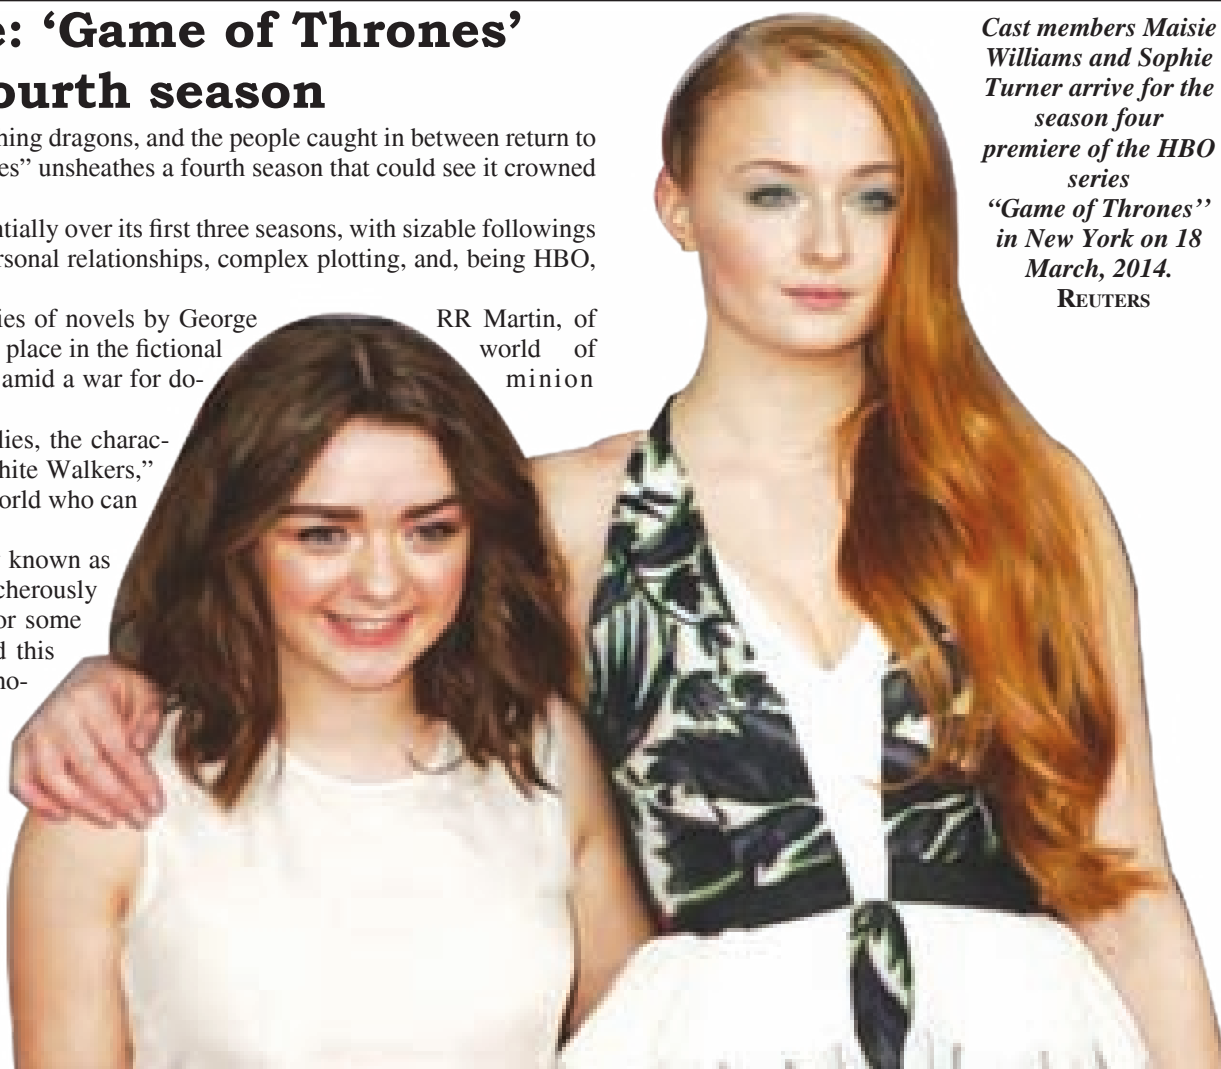 e: ‘Game of Thrones’
ourth season
ning dragons, and the people caught in between return to
es” unsheathes a fourth season that could see it crowned
ntially over its first three seasons, with sizable followings
rsonal relationships, complex plotting, and, being HBO,
ies of novels by George RR Martin, of
place in the fictional world of
amid a war for do- minion
lies, the charac-
hite Walkers,”
orld who can
known as
cherously
or some
d this
no-
Cast members Maisie
Williams and Sophie
Turner arrive for the
season four
premiere of the HBO
series
“Game of Thrones’’
in New York on 18
March, 2014.
REUTERS